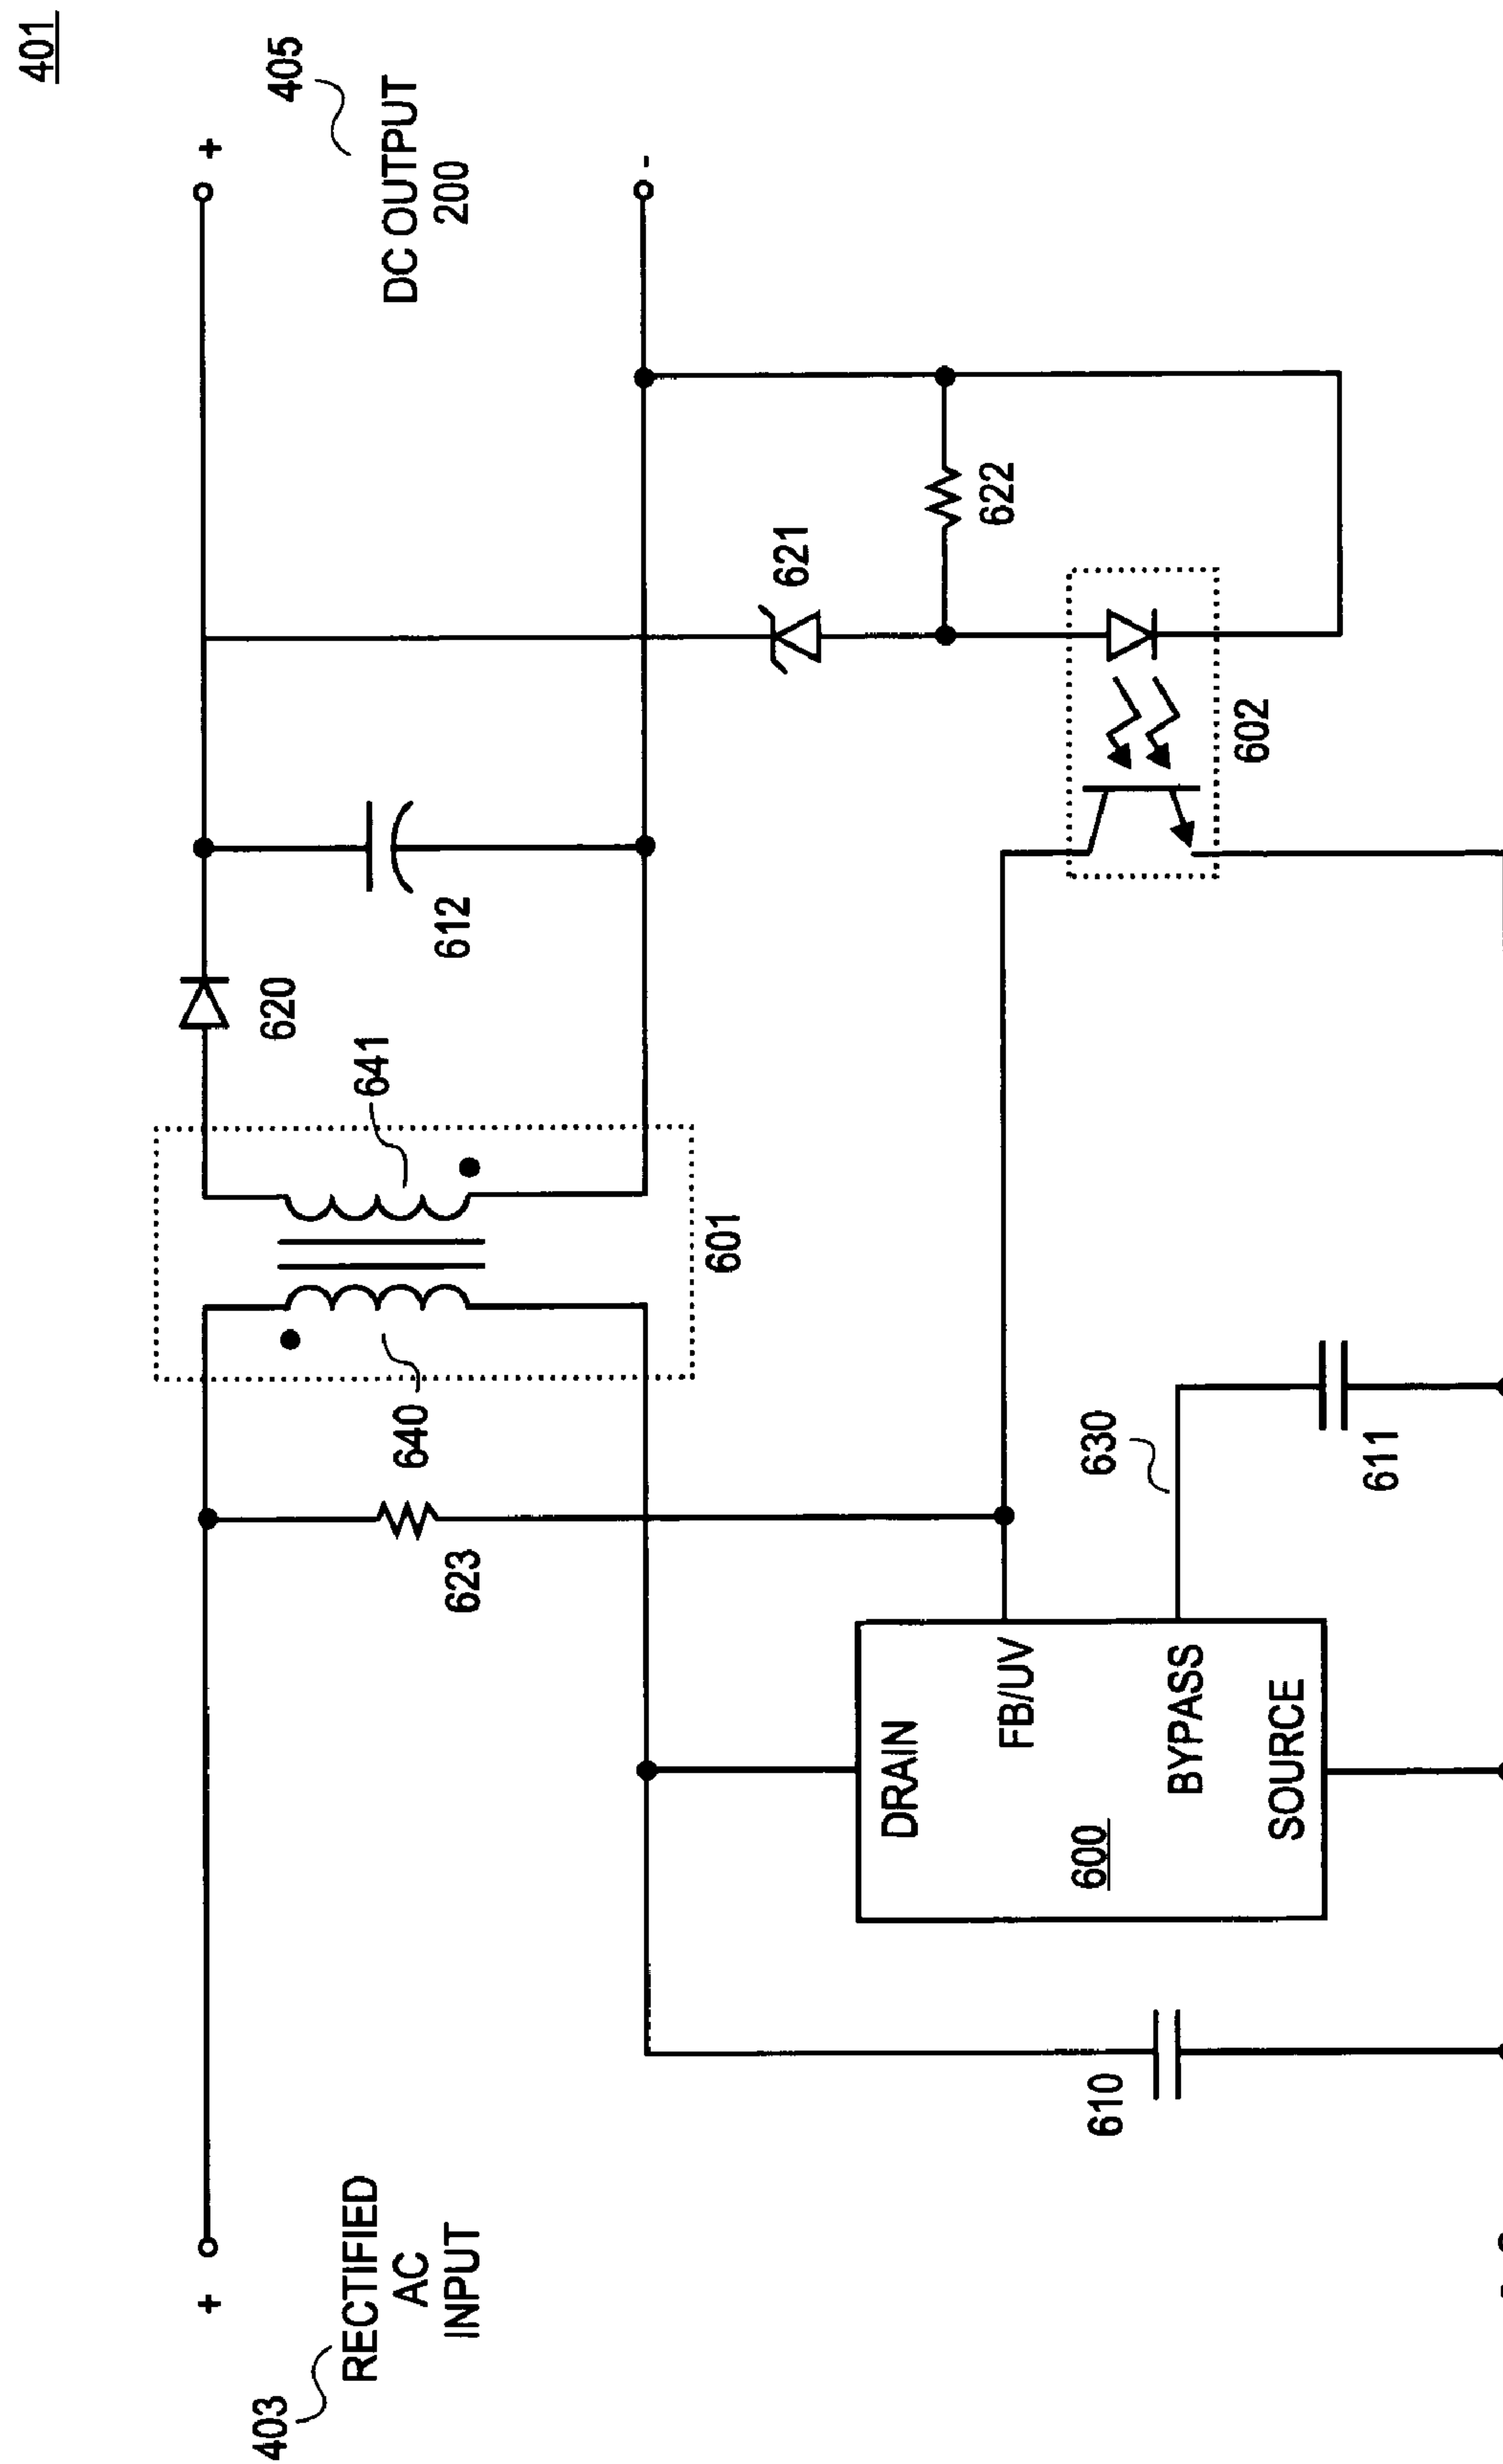 401
405
DC OUTPUT
200
+
-
621
622
602
612
620
641
601
640
623
630
611
DRAIN
FB/UV
BYPASS
SOURCE
600
610
+
RECTIFIED
AC
INPUT
403
-